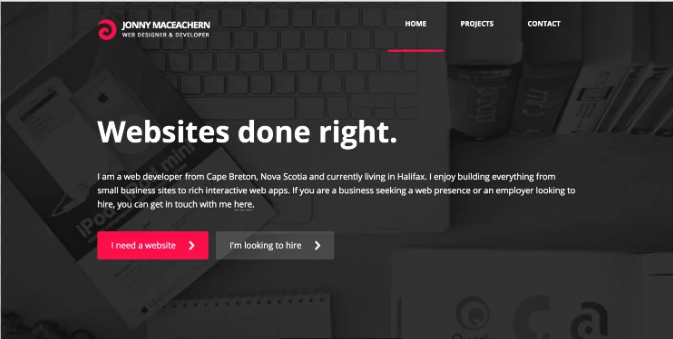 JONNY MACEACHERN
WEB DESIGNER & DEVELOPER
HOME
PROJECTS
CONTACT
Websites done right.
I am a web developer from Cape Breton, Nova Scotia and currently living in Halifax. I enjoy building everything from
small business sites to rich interactive web apps. If you are a business seeking a web presence or an employer looking to
hire, you can get in touch with me here.
I need a website
I'm looking to hire
iPod mini